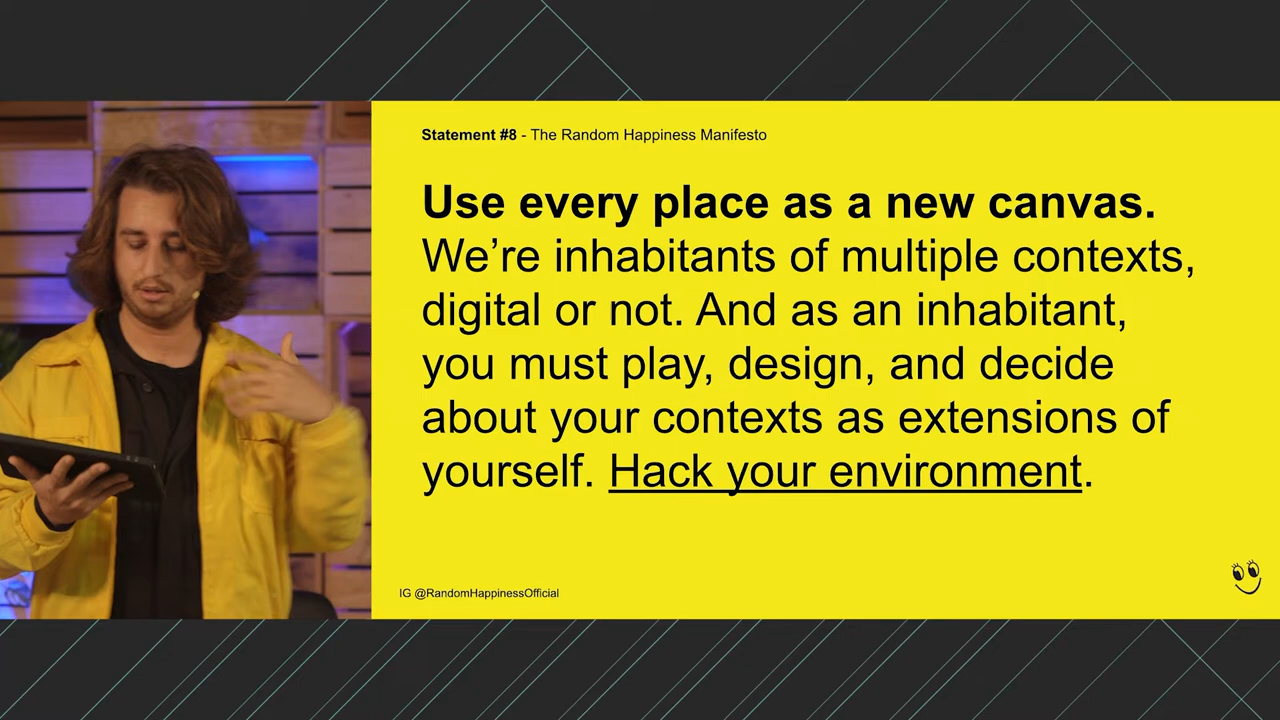 Statement #8 - The Random Happiness Manifesto
Use every place as a new canvas.
We’re inhabitants of multiple contexts,
digital or not. And as an inhabitant,
you must play, design, and decide
about your contexts as extensions of
yourself. Hack your environment.
IG @RandomHappinessOfficial